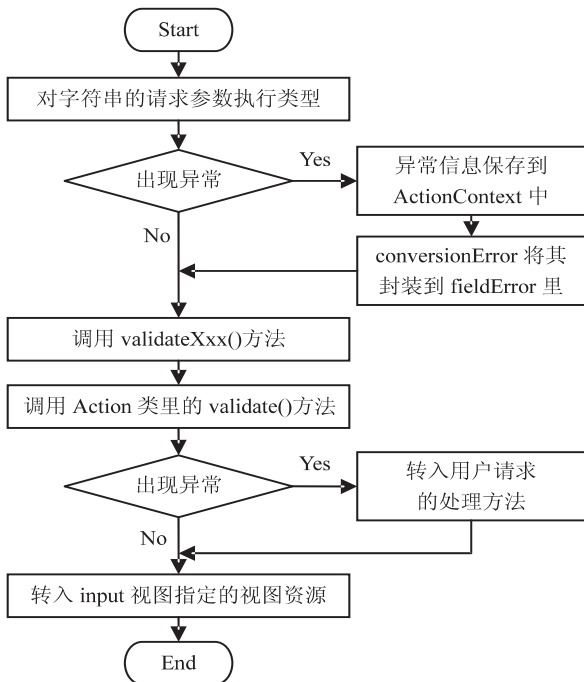 Start
对字符串的请求参数执行类型
出现异常
Yes
异常信息保存到
ActionContext 中
No
conversionError 将其
封装到 fieldError 里
调用 validateXxx()方法
调用 Action 类里的 validate()方法
出现异常
Yes
转入用户请求
的处理方法
No
转入 input 视图指定的视图资源
End